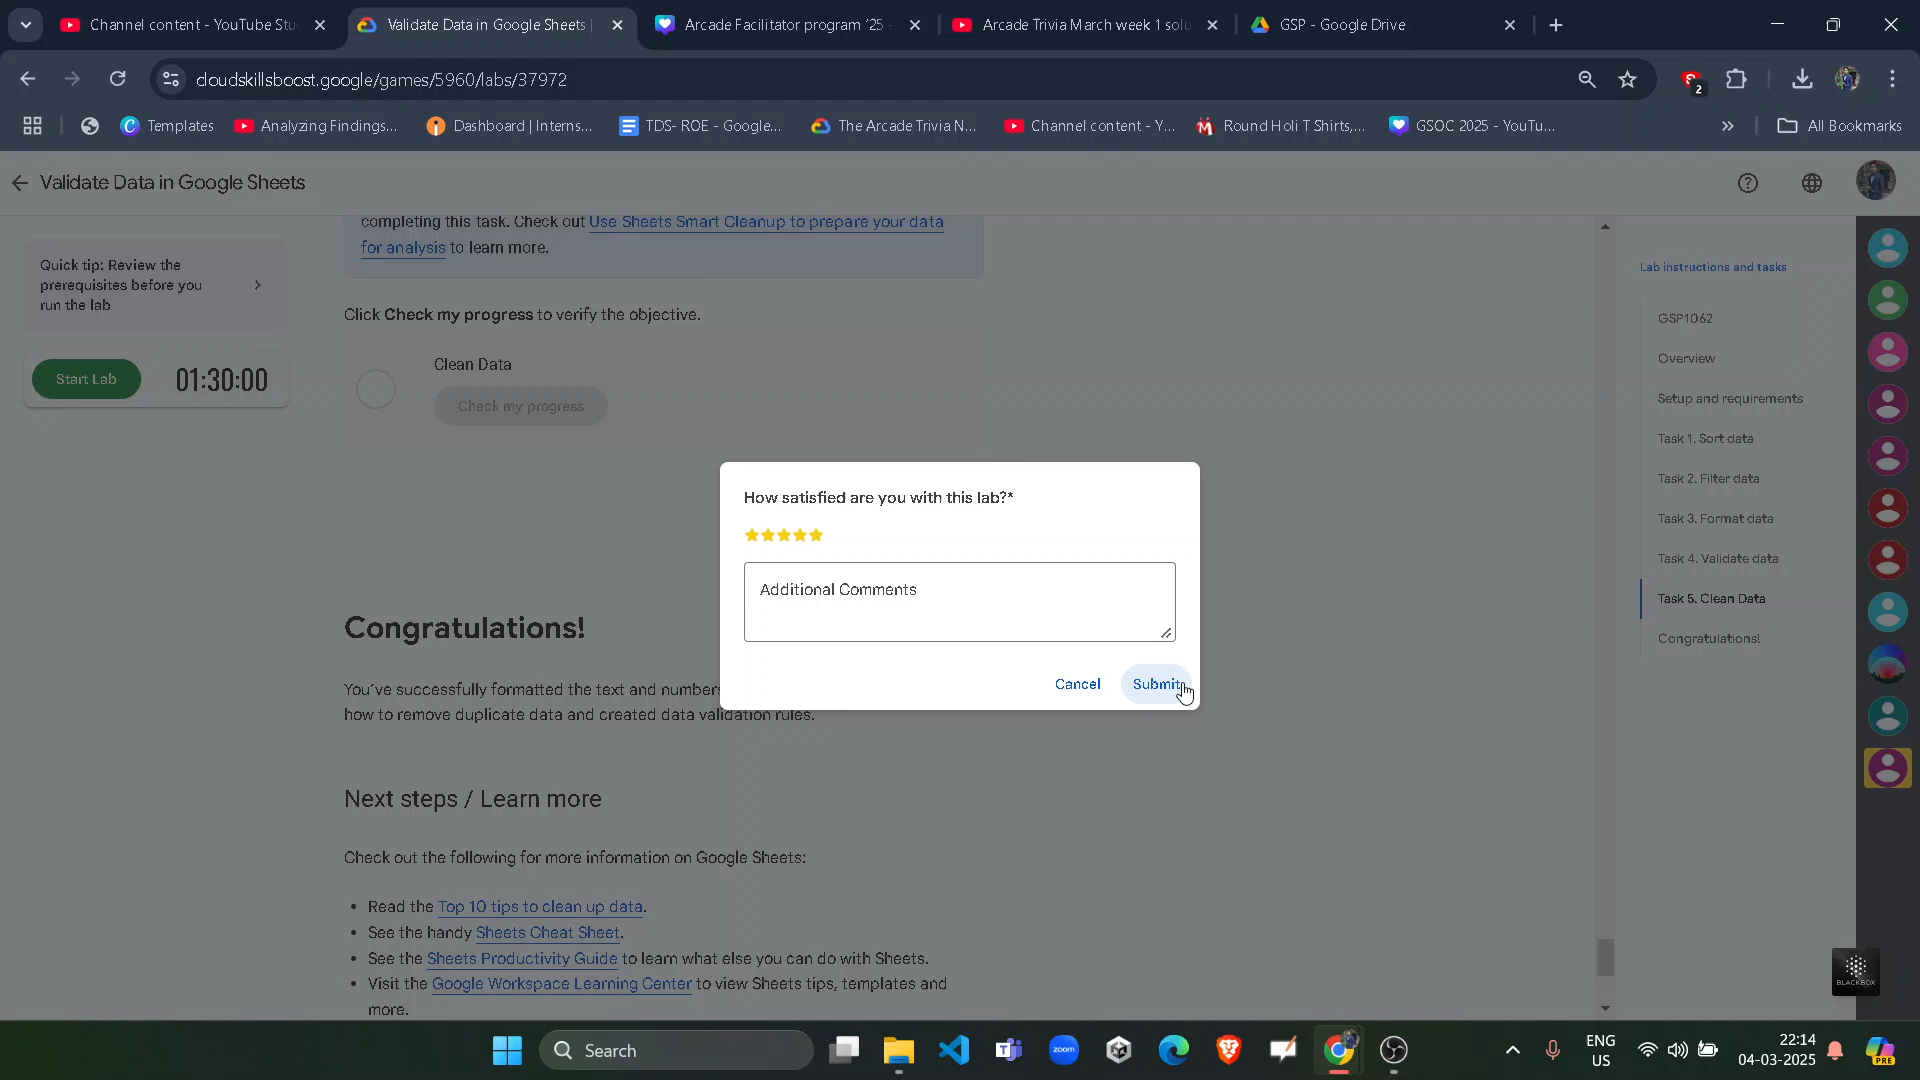 Channel content - YouTube Stu
Validate Data in Google Sheets |
Arcade Facilitator program '25 -
Arcade Trivia March week 1 solu
GSP - Google Drive
cloudskillsboost.google/games/5960/labs/37972
2
Templates
Analyzing Findings...
Dashboard | Interns...
TDS- ROE - Google...
The Arcade Trivia N...
Channel content - Y...
Round Holi T Shirts,...
GSOC 2025 - YouTu...
All Bookmarks
Validate Data in Google Sheets
Quick tip: Review the
prerequisites before you
run the lab
Start Lab
01:30:00
completing this task. Check out Use Sheets Smart Cleanup to prepare your data
for analysis to learn more.
Click Check my progress to verify the objective.
Clean Data
Check my progress
How satisfied are you with this lab?*
Additional Comments
Cancel
Submit
Congratulations!
You've successfully formatted the text and numbers
how to remove duplicate data and created data validation rules.
Next steps / Learn more
Check out the following for more information on Google Sheets:
• Read the Top 10 tips to clean up data.
• See the handy Sheets Cheat Sheet.
• See the Sheets Productivity Guide to learn what else you can do with Sheets.
• Visit the Google Workspace Learning Center to view Sheets tips, templates and
more.
Lab instructions and tasks
GSP1062
Overview
Setup and requirements
Task 1. Sort data
Task 2. Filter data
Task 3. Format data
Task 4. Validate data
Task 5. Clean Data
Congratulations!
BLACKBOX
Search
zoom
ENG
US
22:14
04-03-2025
PRE